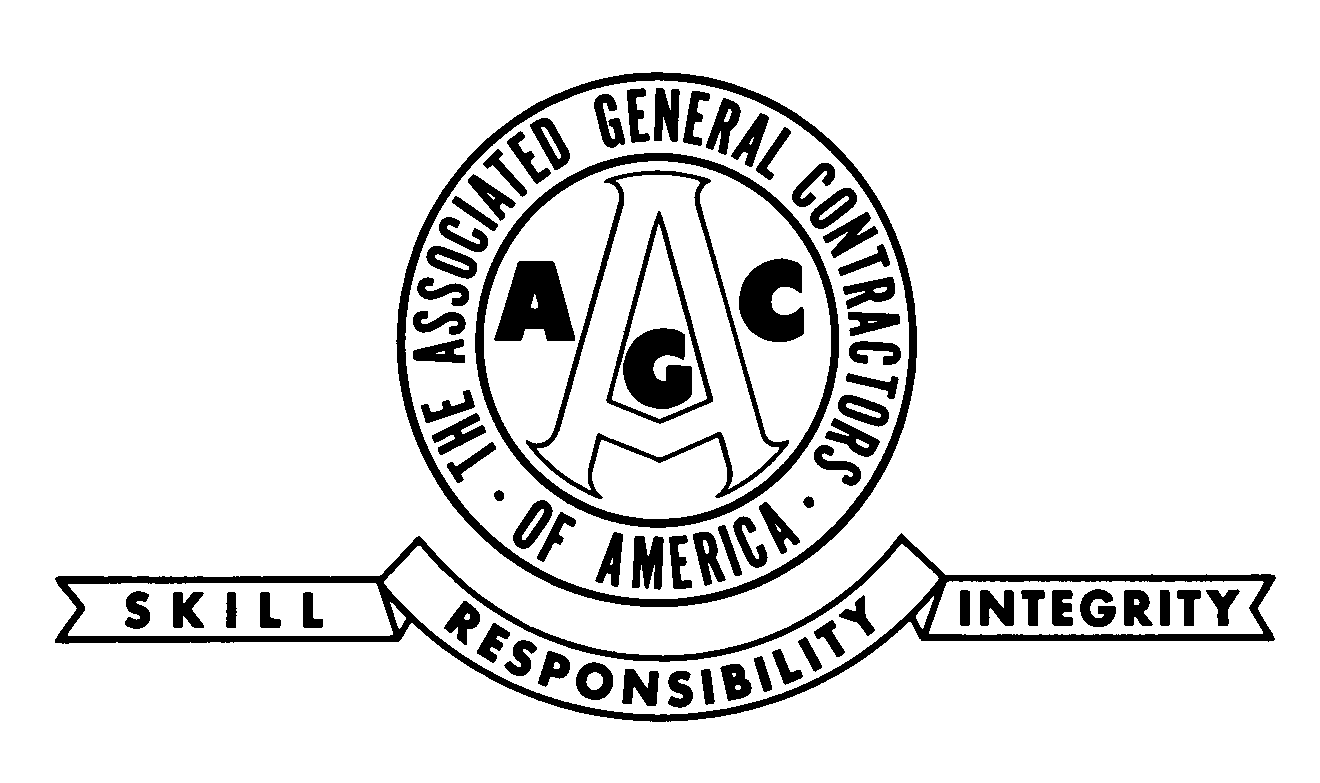 THE ASSOCIATED GENERAL CONTRACTORS
· OF AMERICA ·
A G C
A
SKILL RESPONSIBILITY INTEGRITY